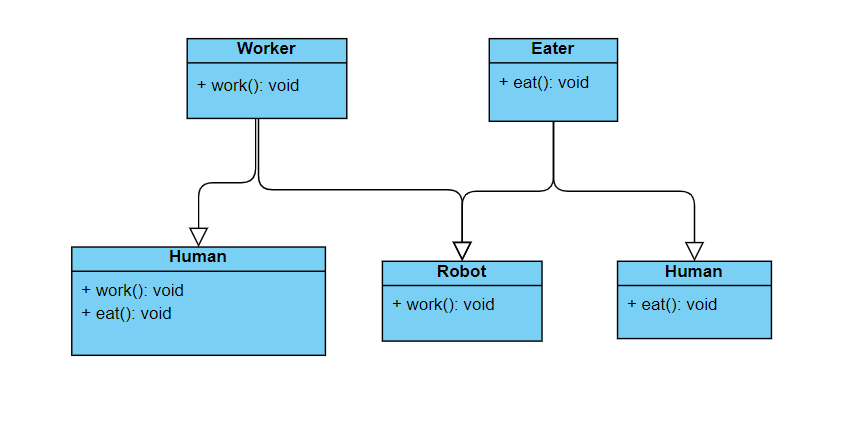 Worker
+ work(): void
Eater
+ eat(): void
Human
+ work(): void
+ eat(): void
Robot
+ work(): void
Human
+ eat(): void